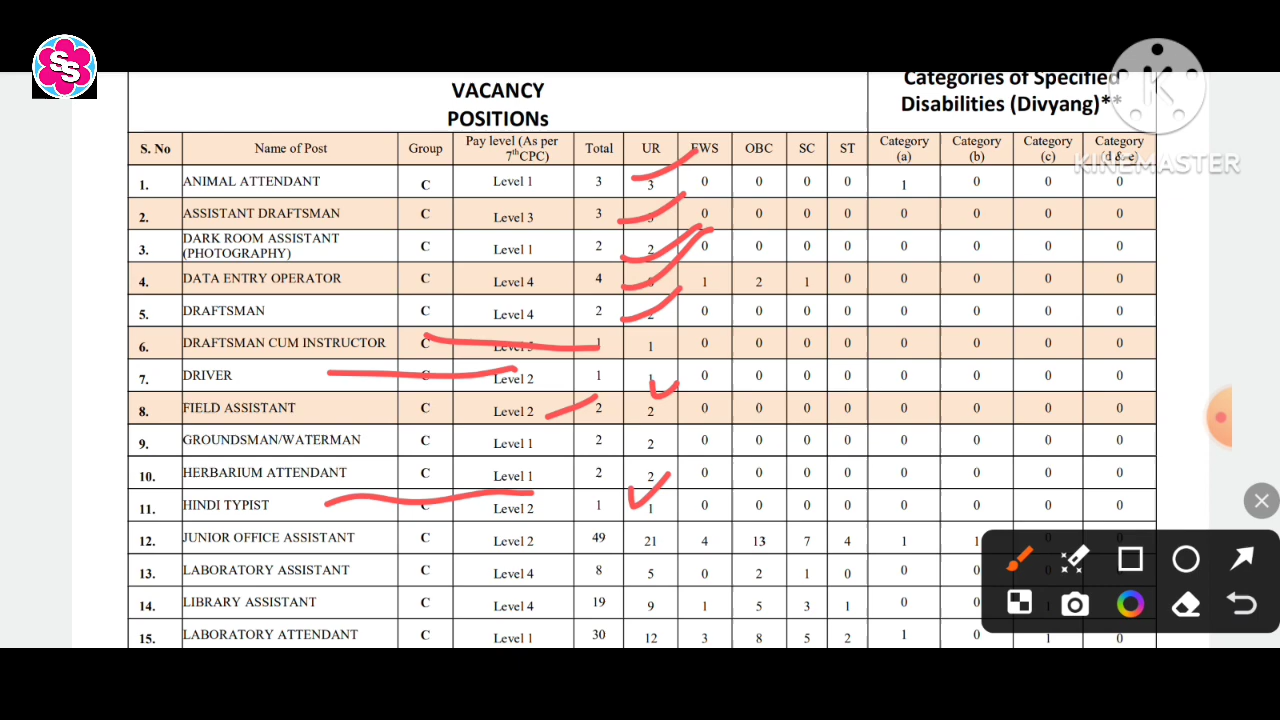 SS
VACANCY
POSITIONs
Categories of Specified
Disabilities (Divyang)**
KINEMASTER
S. No Name of Post Group Pay level (As per 7thCPC) Total UR EWS OBC SC ST Category (a) Category (b) Category (c) Category (d & e)
1. ANIMAL ATTENDANT C Level 1 3 3 0 0 0 0 1 0 0 0
2. ASSISTANT DRAFTSMAN C Level 3 3 0 0 0 0 0 0 0 0
3. DARK ROOM ASSISTANT (PHOTOGRAPHY) C Level 1 2 2 0 0 0 0 0 0 0 0
4. DATA ENTRY OPERATOR C Level 4 4 1 2 1 0 0 0 0 0
5. DRAFTSMAN C Level 4 2 2 0 0 0 0 0 0 0 0
6. DRAFTSMAN CUM INSTRUCTOR C Level 1 1 0 0 0 0 0 0 0 0
7. DRIVER C Level 2 1 1 0 0 0 0 0 0 0 0
8. FIELD ASSISTANT C Level 2 2 2 0 0 0 0 0 0 0 0
9. GROUNDSMAN/WATERMAN C Level 1 2 2 0 0 0 0 0 0 0 0
10. HERBARIUM ATTENDANT C Level 1 2 2 0 0 0 0 0 0 0 0
11. HINDI TYPIST C Level 2 1 1 0 0 0 0 0 0 0 0
12. JUNIOR OFFICE ASSISTANT C Level 2 49 21 4 13 7 4 1 1
13. LABORATORY ASSISTANT C Level 4 8 5 0 2 1 0 0 0
14. LIBRARY ASSISTANT C Level 4 19 9 1 5 3 1 0 0
15. LABORATORY ATTENDANT C Level 1 30 12 3 8 5 2 1 0 1 0